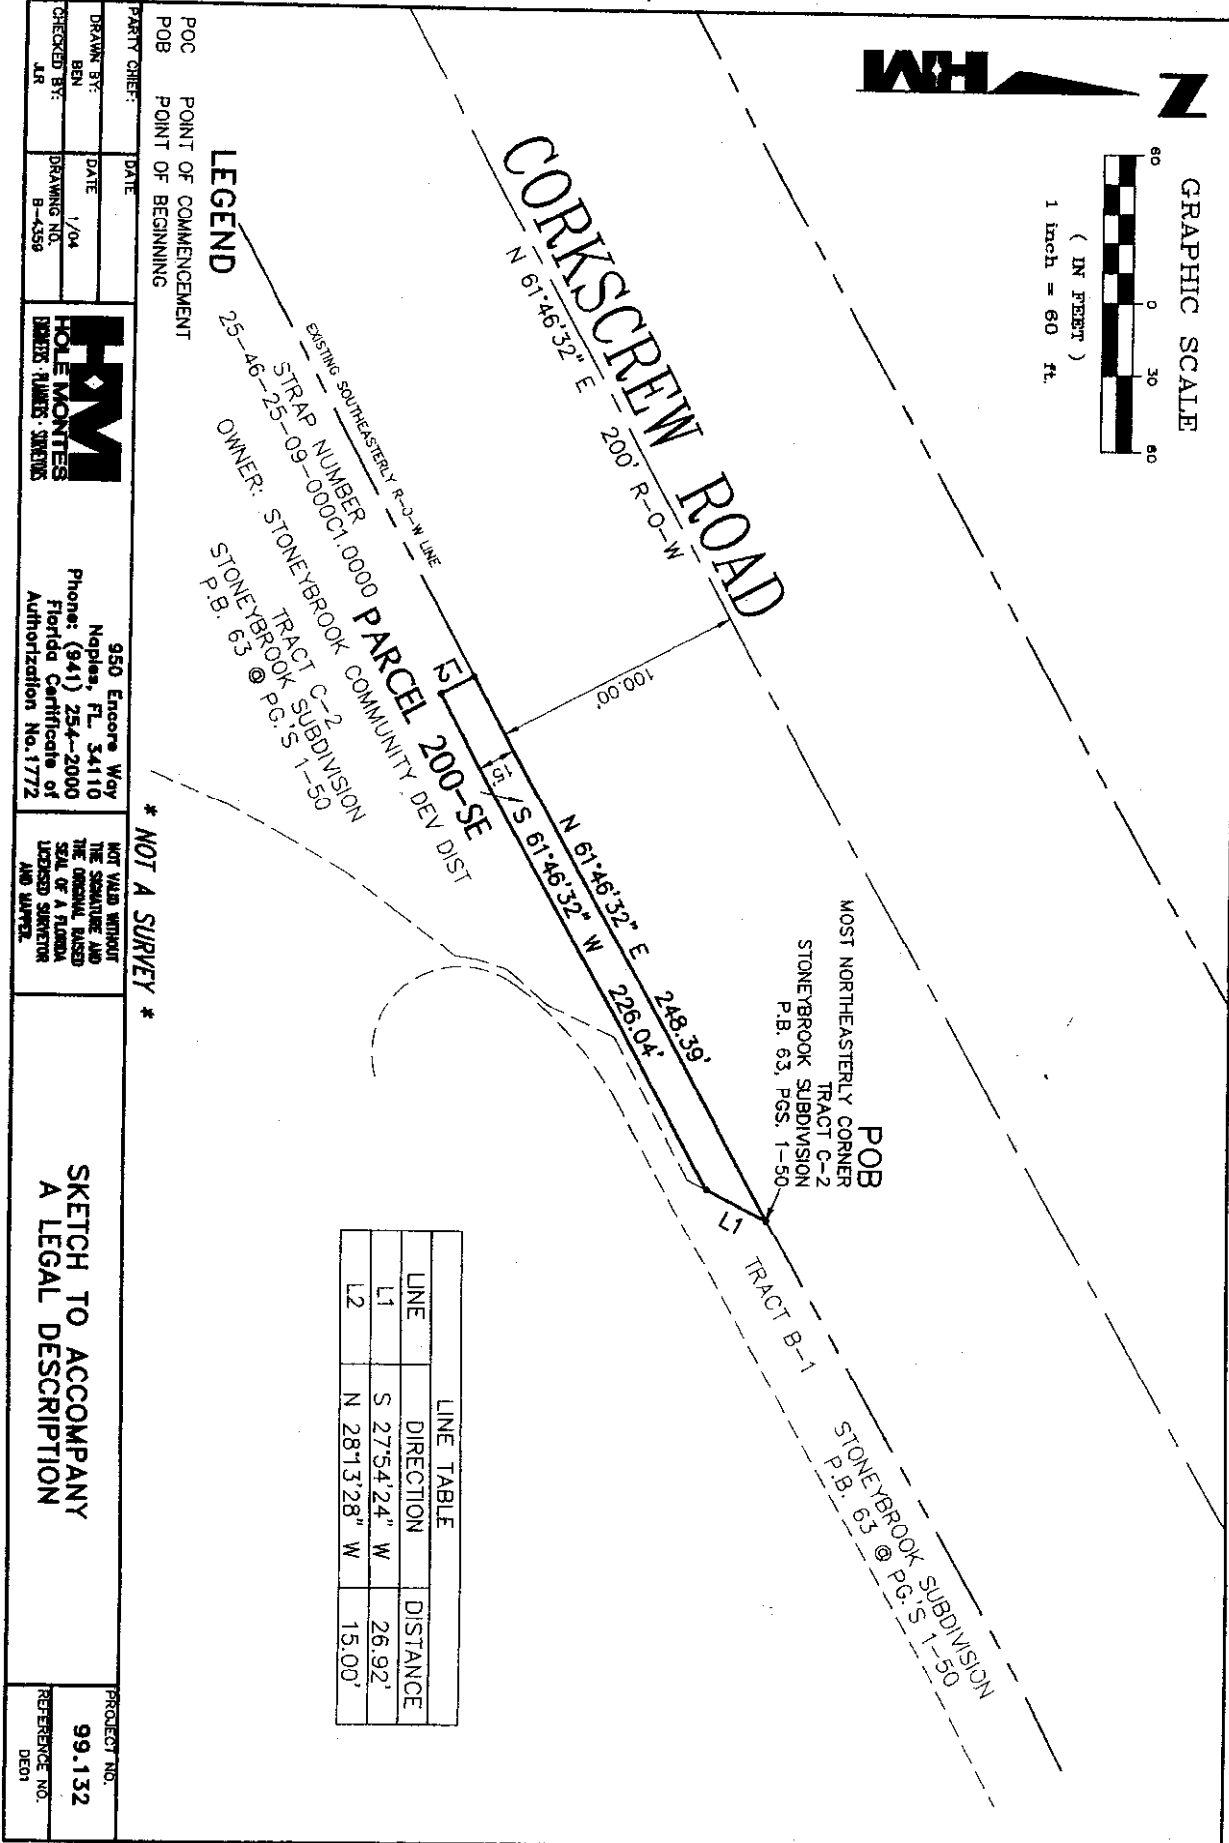 N
HM
GRAPHIC SCALE
60 0 30 60
( IN FEET )
1 inch = 60 ft.
CORKSCREW ROAD
N 61°46'32" E
200' R-O-W
100.00'
POB
MOST NORTHEASTERLY CORNER
TRACT C-2
STONEYBROOK SUBDIVISION
P.B. 63, PGS. 1-50
EXISTING SOUTHEASTERLY R-O-W LINE
N 61°46'32" E 248.39'
15'
S 61°46'32" W 226.04'
L1
L2
TRACT B-1
STONEYBROOK SUBDIVISION
P.B. 63 @ PG.'S 1-50
PARCEL 200-SE
STRAP NUMBER
25-46-25-09-000C1.0000
OWNER: STONEYBROOK COMMUNITY DEV DIST
TRACT C-2
STONEYBROOK SUBDIVISION
P.B. 63 @ PG.'S 1-50
LEGEND
POC POINT OF COMMENCEMENT
POB POINT OF BEGINNING
LINE TABLE
LINE DIRECTION DISTANCE
L1 S 27°54'24" W 26.92'
L2 N 28°13'28" W 15.00'
* NOT A SURVEY *
PARTY CHIEF: DATE
DRAWN BY: DATE
BEN 1/04
CHECKED BY: DRAWING NO.
JLR B-4359
HM
HOLE MONTES
ENGINEERS · PLANNERS · SURVEYORS
950 Encore Way
Naples, FL. 34110
Phone: (941) 254-2000
Florida Certificate of
Authorization No.1772
NOT VALID WITHOUT
THE SIGNATURE AND
THE ORIGINAL RAISED
SEAL OF A FLORIDA
LICENSED SURVEYOR
AND MAPPER.
SKETCH TO ACCOMPANY
A LEGAL DESCRIPTION
PROJECT NO.
99.132
REFERENCE NO.
DE01